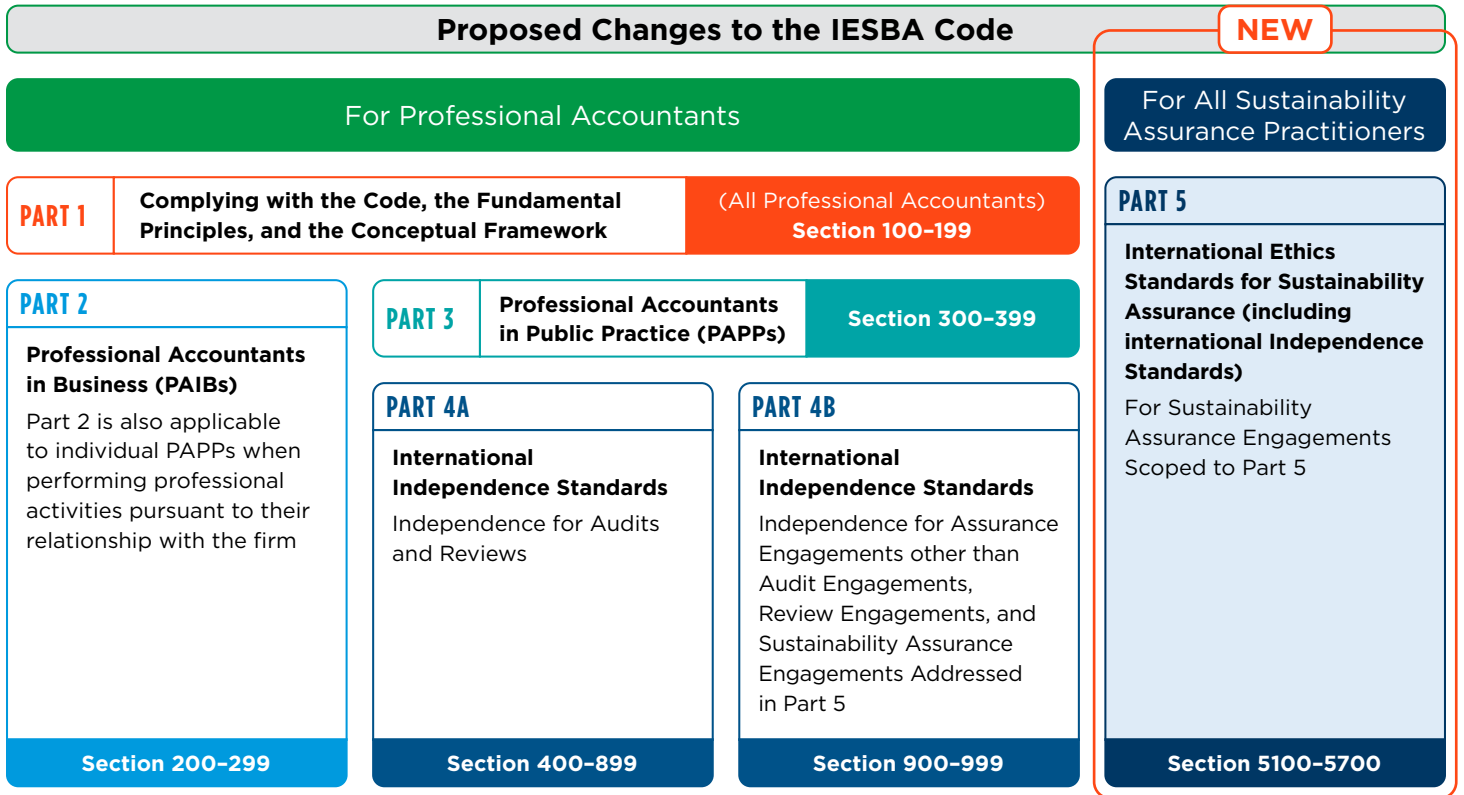 Proposed Changes to the IESBA Code
NEW
For Professional Accountants
For All Sustainability
Assurance Practitioners
PART 1
Complying with the Code, the Fundamental
Principles, and the Conceptual Framework
(All Professional Accountants)
Section 100–199
PART 2
Professional Accountants
in Business (PAIBs)
Part 2 is also applicable
to individual PAPPs when
performing professional
activities pursuant to their
relationship with the firm
Section 200–299
PART 3
Professional Accountants
in Public Practice (PAPPs)
Section 300–399
PART 4A
International
Independence Standards
Independence for Audits
and Reviews
Section 400–899
PART 4B
International
Independence Standards
Independence for Assurance
Engagements other than
Audit Engagements,
Review Engagements, and
Sustainability Assurance
Engagements Addressed
in Part 5
Section 900–999
PART 5
International Ethics
Standards for Sustainability
Assurance (including
international Independence
Standards)
For Sustainability
Assurance Engagements
Scoped to Part 5
Section 5100–5700